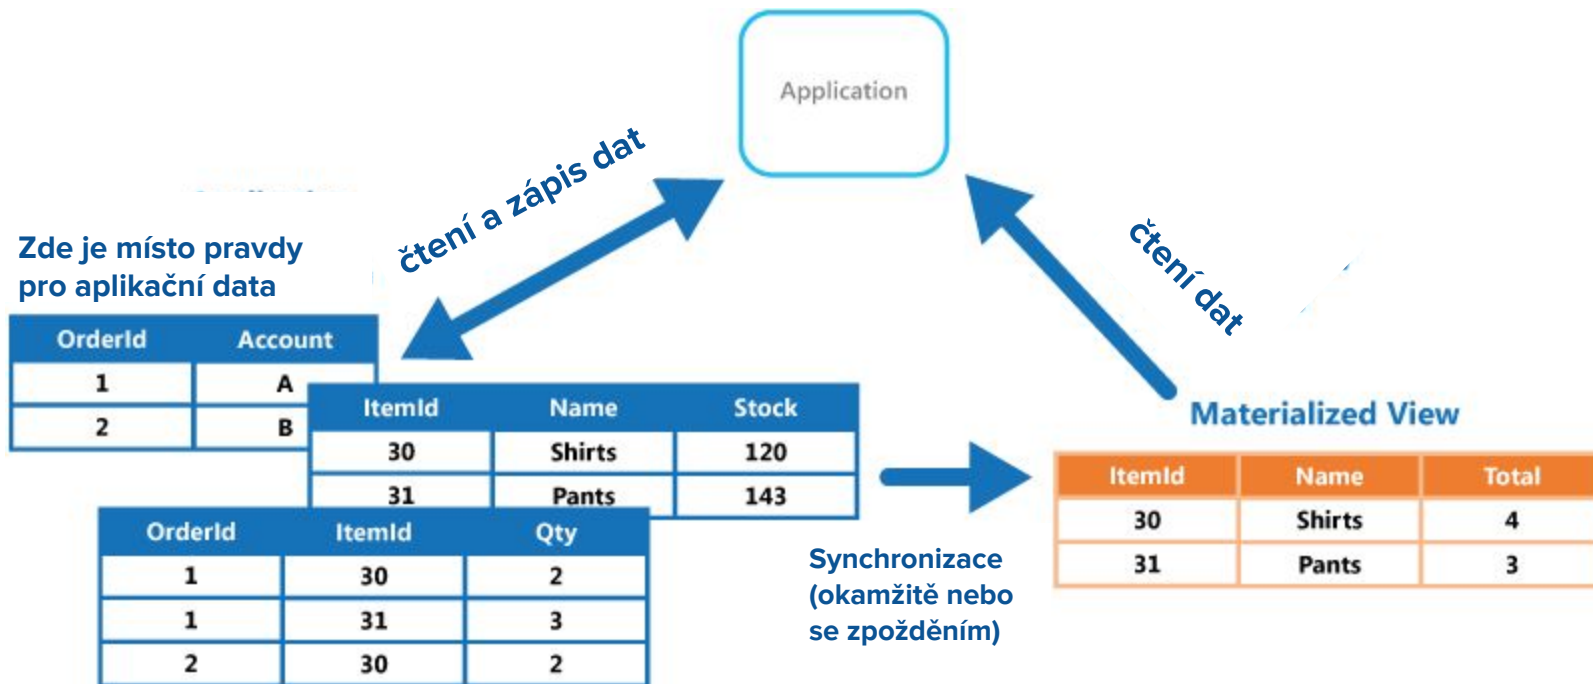 Application
čtení a zápis dat
Zde je místo pravdy
pro aplikační data
čtení dat
OrderId Account
1 A
2 B
ItemId Name Stock
30 Shirts 120
31 Pants 143
OrderId ItemId Qty
1 30 2
1 31 3
2 30 2
Synchronizace
(okamžitě nebo
se zpožděním)
Materialized View
ItemId Name Total
30 Shirts 4
31 Pants 3